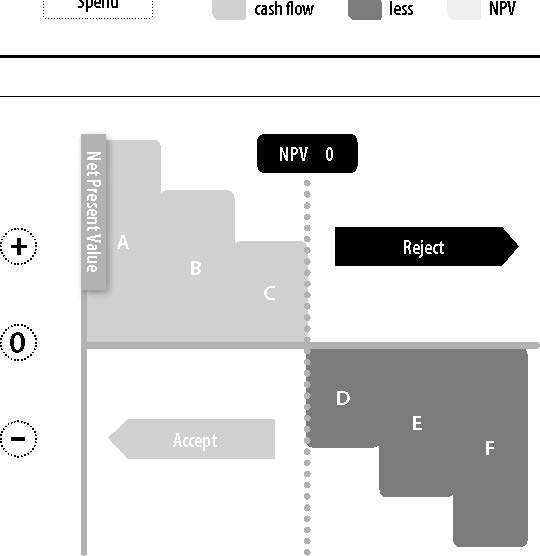 Spend
cash flow
less
NPV
NPV 0
Net Present Value
A
B
C
+
Reject
0
D
E
F
–
Accept